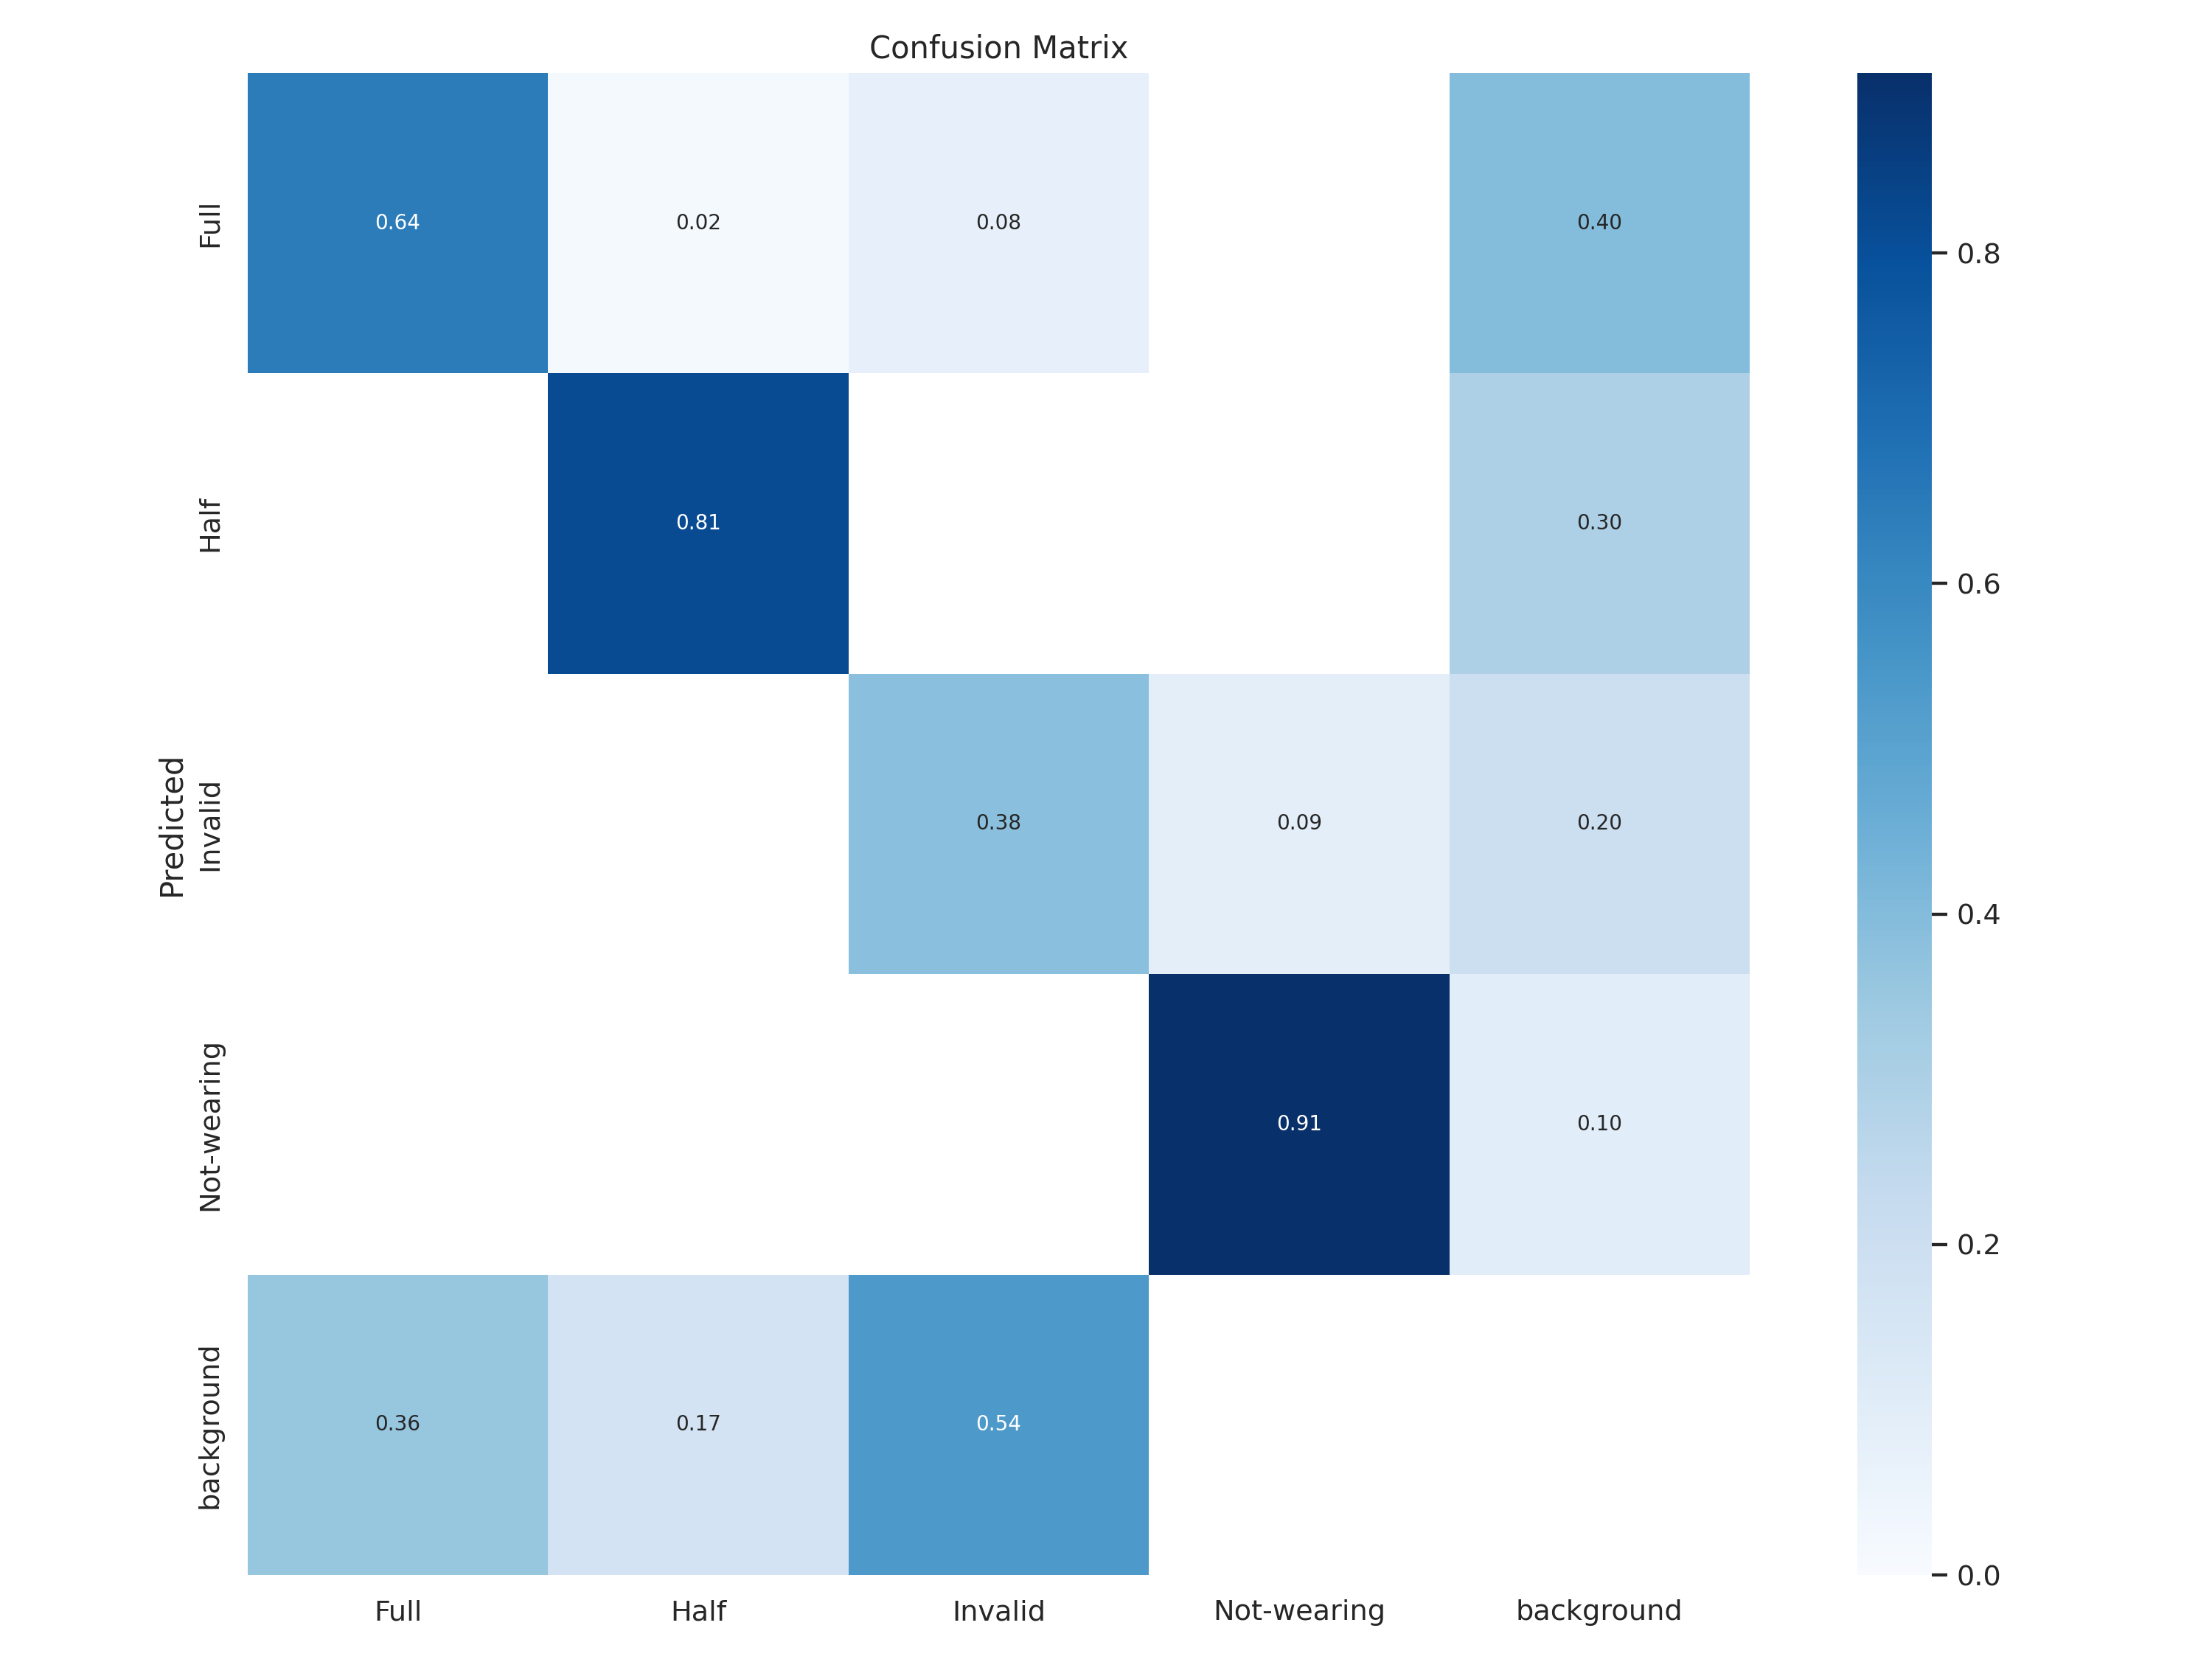 Confusion Matrix
Full
0.64
0.02
0.08
0.40
0.8
Half
0.81
0.30
0.6
Predicted
Invalid
0.38
0.09
0.20
0.4
Not-wearing
0.91
0.10
0.2
background
0.36
0.17
0.54
0.0
Full
Half
Invalid
Not-wearing
background